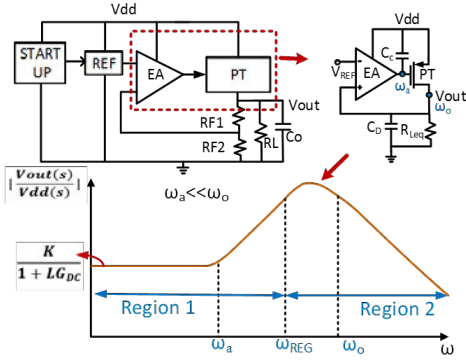 Vdd
START
UP
REF
EA
PT
Vout
RF1
RF2
RL
Co
Vdd
Cc
VREF
EA
ωa
PT
Vout
ωo
CD
RLeq
|Vout(s)/Vdd(s)|
ωa<<ωo
K/1 + LGDC
Region 1
Region 2
ωa
ωREG
ωo
ω